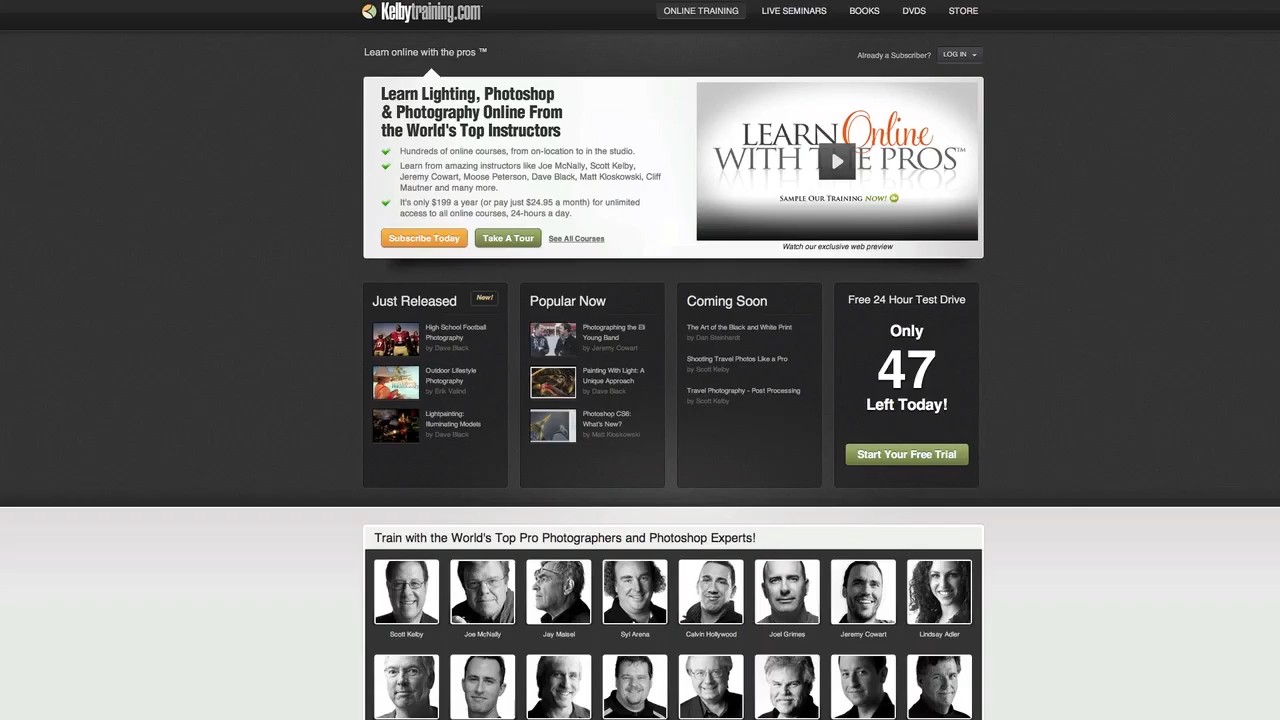 Kelbytraining.com
ONLINE TRAINING
LIVE SEMINARS
BOOKS
DVDS
STORE
Learn online with the pros ™
Already a Subscriber?
LOG IN
Learn Lighting, Photoshop
& Photography Online From
the World's Top Instructors
Hundreds of online courses, from on-location to in the studio.
Learn from amazing instructors like Joe McNally, Scott Kelby,
Jeremy Cowart, Moose Peterson, Dave Black, Matt Kloskowski, Cliff
Mautner and many more.
It's only $199 a year (or pay just $24.95 a month) for unlimited
access to all online courses, 24-hours a day.
Subscribe Today
Take A Tour
See All Courses
LEARN Online
WITH THE PROS™
SAMPLE OUR TRAINING NOW!
Watch our exclusive web preview
Just Released
New!
High School Football
Photography
by Dave Black
Outdoor Lifestyle
Photography
by Erik Valind
Lightpainting:
Illuminating Models
by Dave Black
Popular Now
Photographing the Eli
Young Band
by Jeremy Cowart
Painting With Light: A
Unique Approach
by Dave Black
Photoshop CS6:
What's New?
by Matt Kloskowski
Coming Soon
The Art of the Black and White Print
by Dan Steinhardt
Shooting Travel Photos Like a Pro
by Scott Kelby
Travel Photography - Post Processing
by Scott Kelby
Free 24 Hour Test Drive
Only
47
Left Today!
Start Your Free Trial
Train with the World's Top Pro Photographers and Photoshop Experts!
Scott Kelby
Joe McNally
Jay Maisel
Syl Arena
Calvin Hollywood
Joel Grimes
Jeremy Cowart
Lindsay Adler